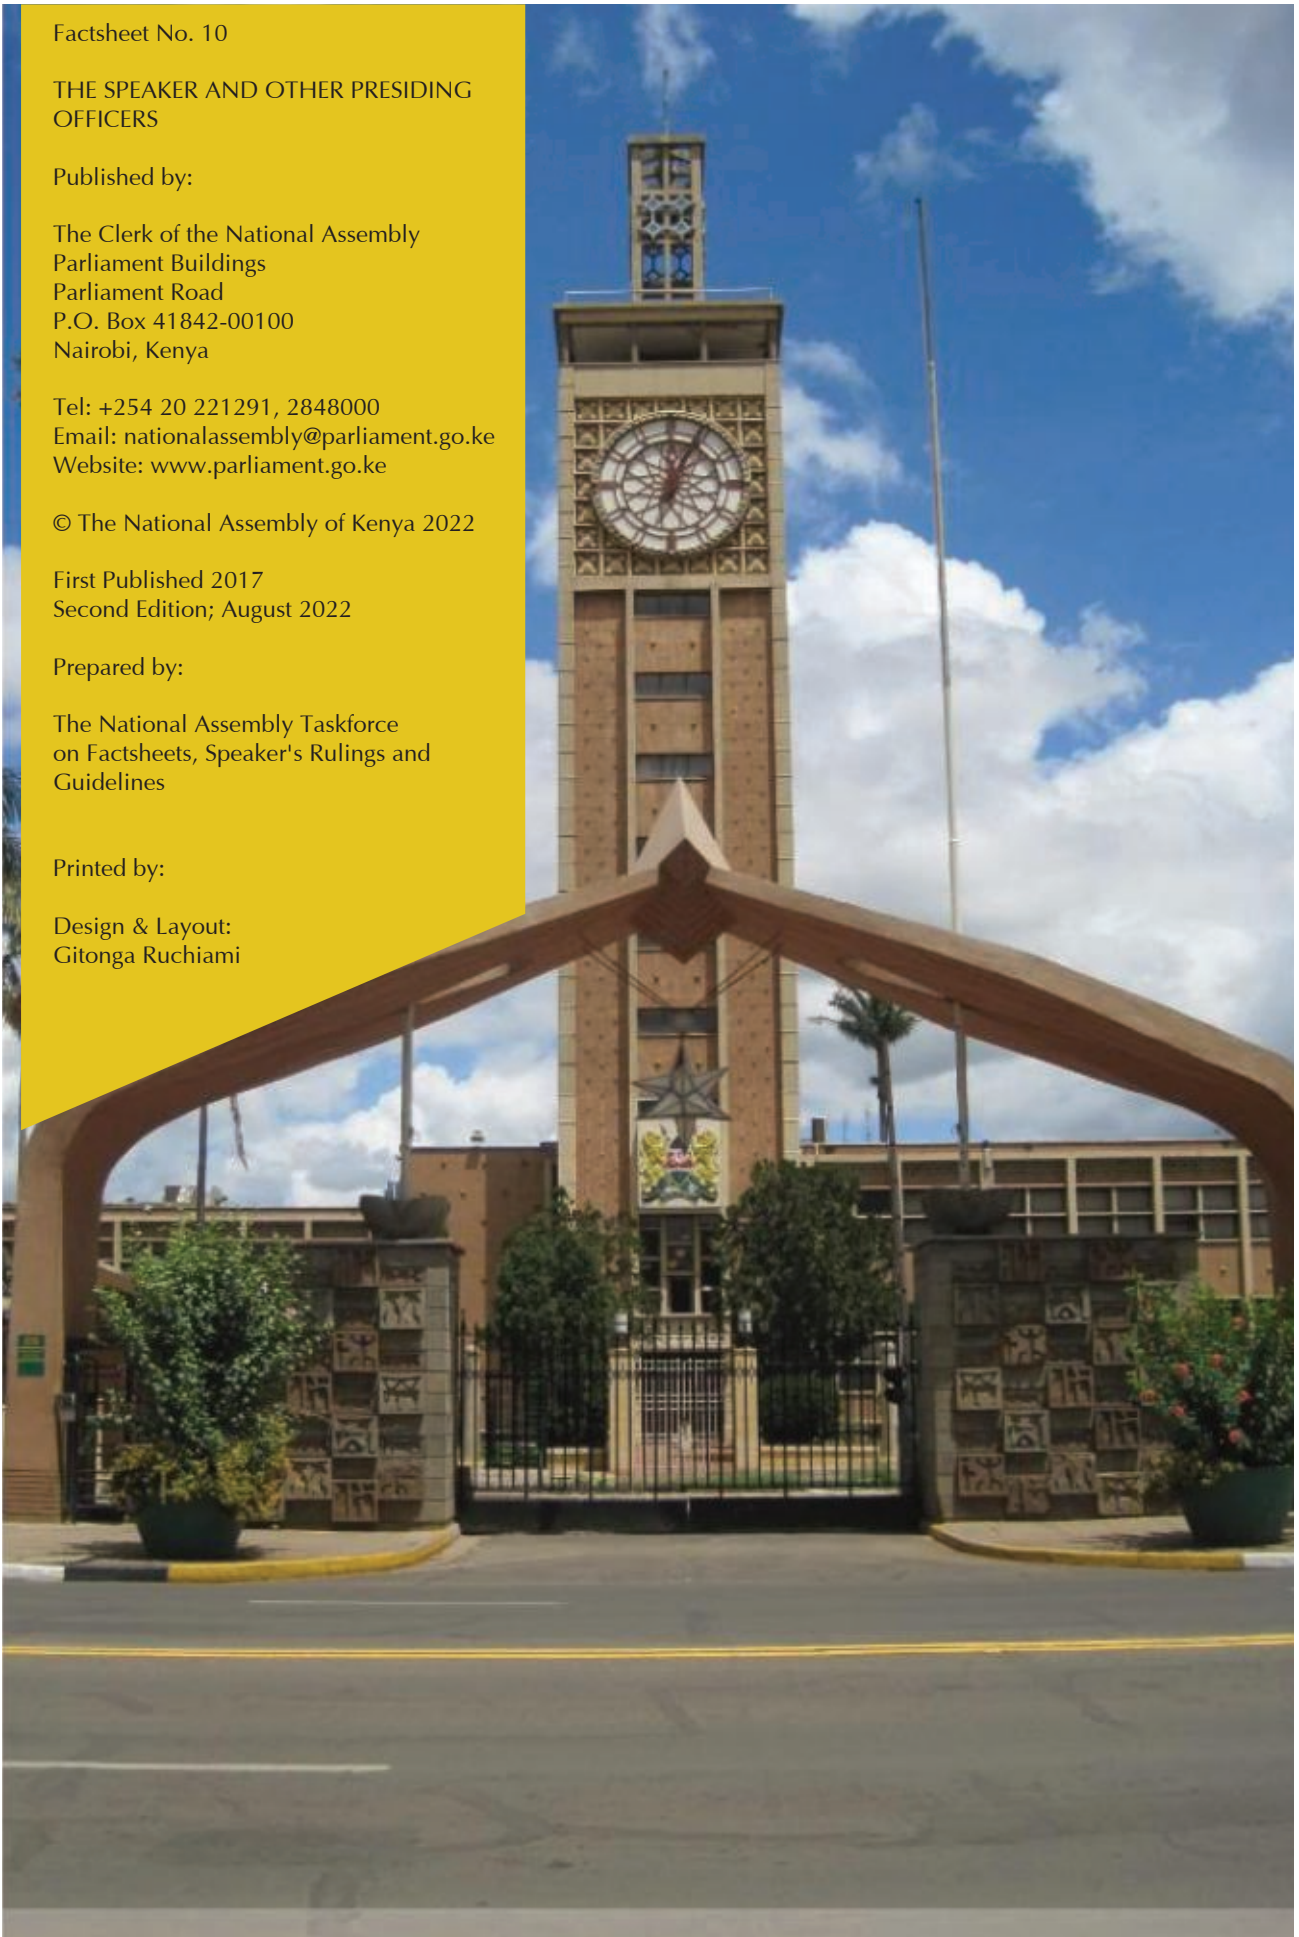 Factsheet No. 10
THE SPEAKER AND OTHER PRESIDING
OFFICERS
Published by:
The Clerk of the National Assembly
Parliament Buildings
Parliament Road
P.O. Box 41842-00100
Nairobi, Kenya
Tel: +254 20 221291, 2848000
Email: nationalassembly@parliament.go.ke
Website: www.parliament.go.ke
© The National Assembly of Kenya 2022
First Published 2017
Second Edition; August 2022
Prepared by:
The National Assembly Taskforce
on Factsheets, Speaker's Rulings and
Guidelines
Printed by:
Design & Layout:
Gitonga Ruchiami